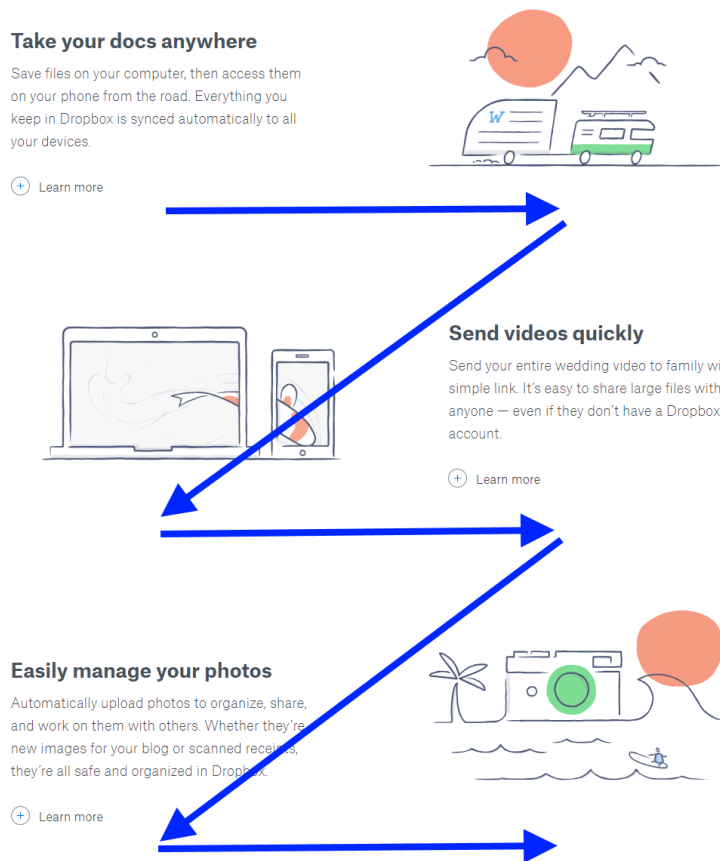 Take your docs anywhere
Save files on your computer, then access them
on your phone from the road. Everything you
keep in Dropbox is synced automatically to all
your devices.
Learn more
W
Send videos quickly
Send your entire wedding video to family wi
simple link. It’s easy to share large files with
anyone — even if they don’t have a Dropbox
account.
Learn more
Easily manage your photos
Automatically upload photos to organize, share,
and work on them with others. Whether they’re
new images for your blog or scanned receipts,
they’re all safe and organized in Dropbox.
Learn more